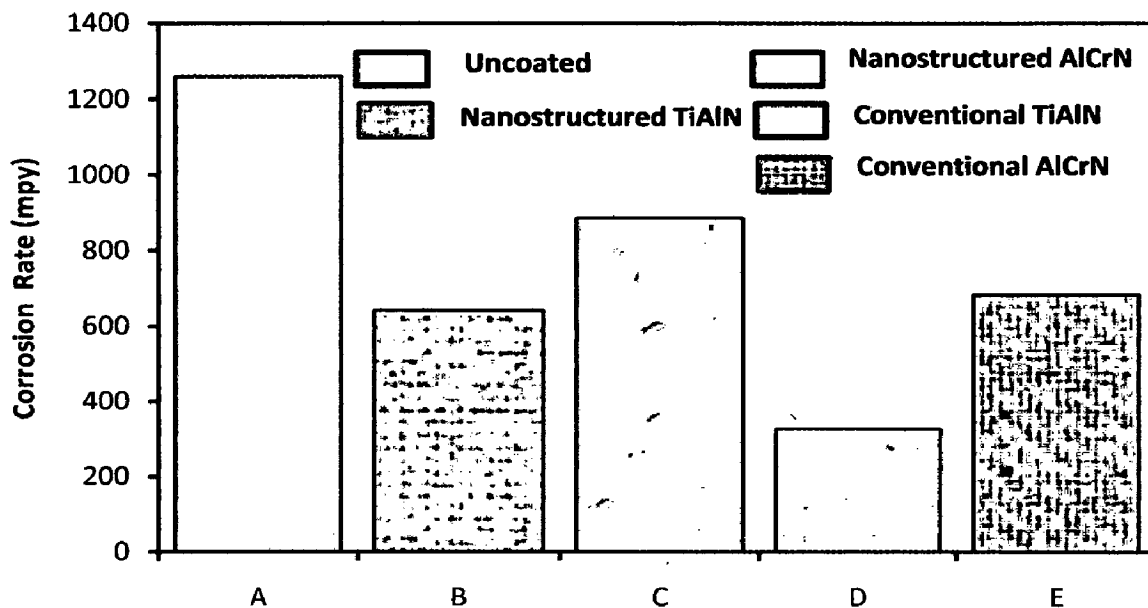 1400
1200
1000
800
600
400
200
0
Corrosion Rate (mpy)
Uncoated
Nanostructured AlCrN
Nanostructured TiAlN
Conventional TiAlN
Conventional AlCrN
A B C D E